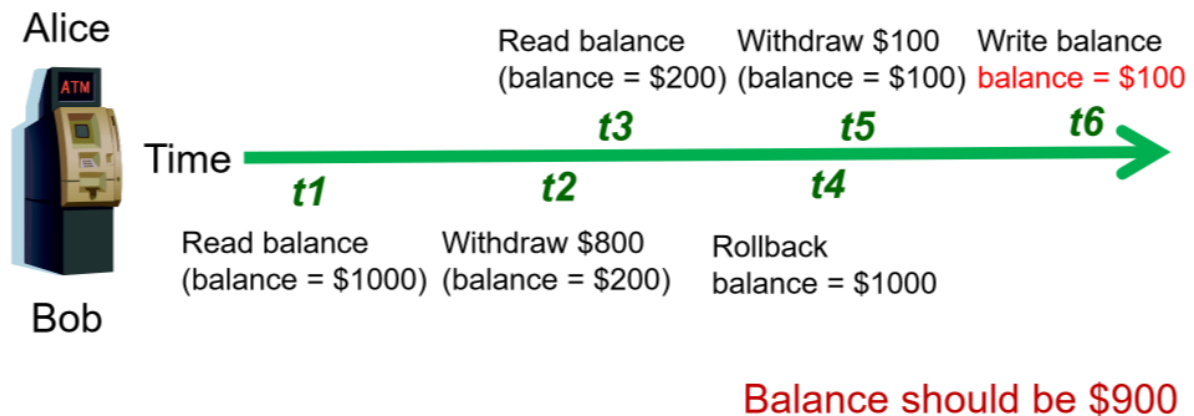 Alice
Read balance
(balance = $200)
Withdraw $100
(balance = $100)
Write balance
balance = $100
ATM
t3
t5
t6
Time
t1
t2
t4
Read balance
(balance = $1000)
Withdraw $800
(balance = $200)
Rollback
balance = $1000
Bob
Balance should be $900